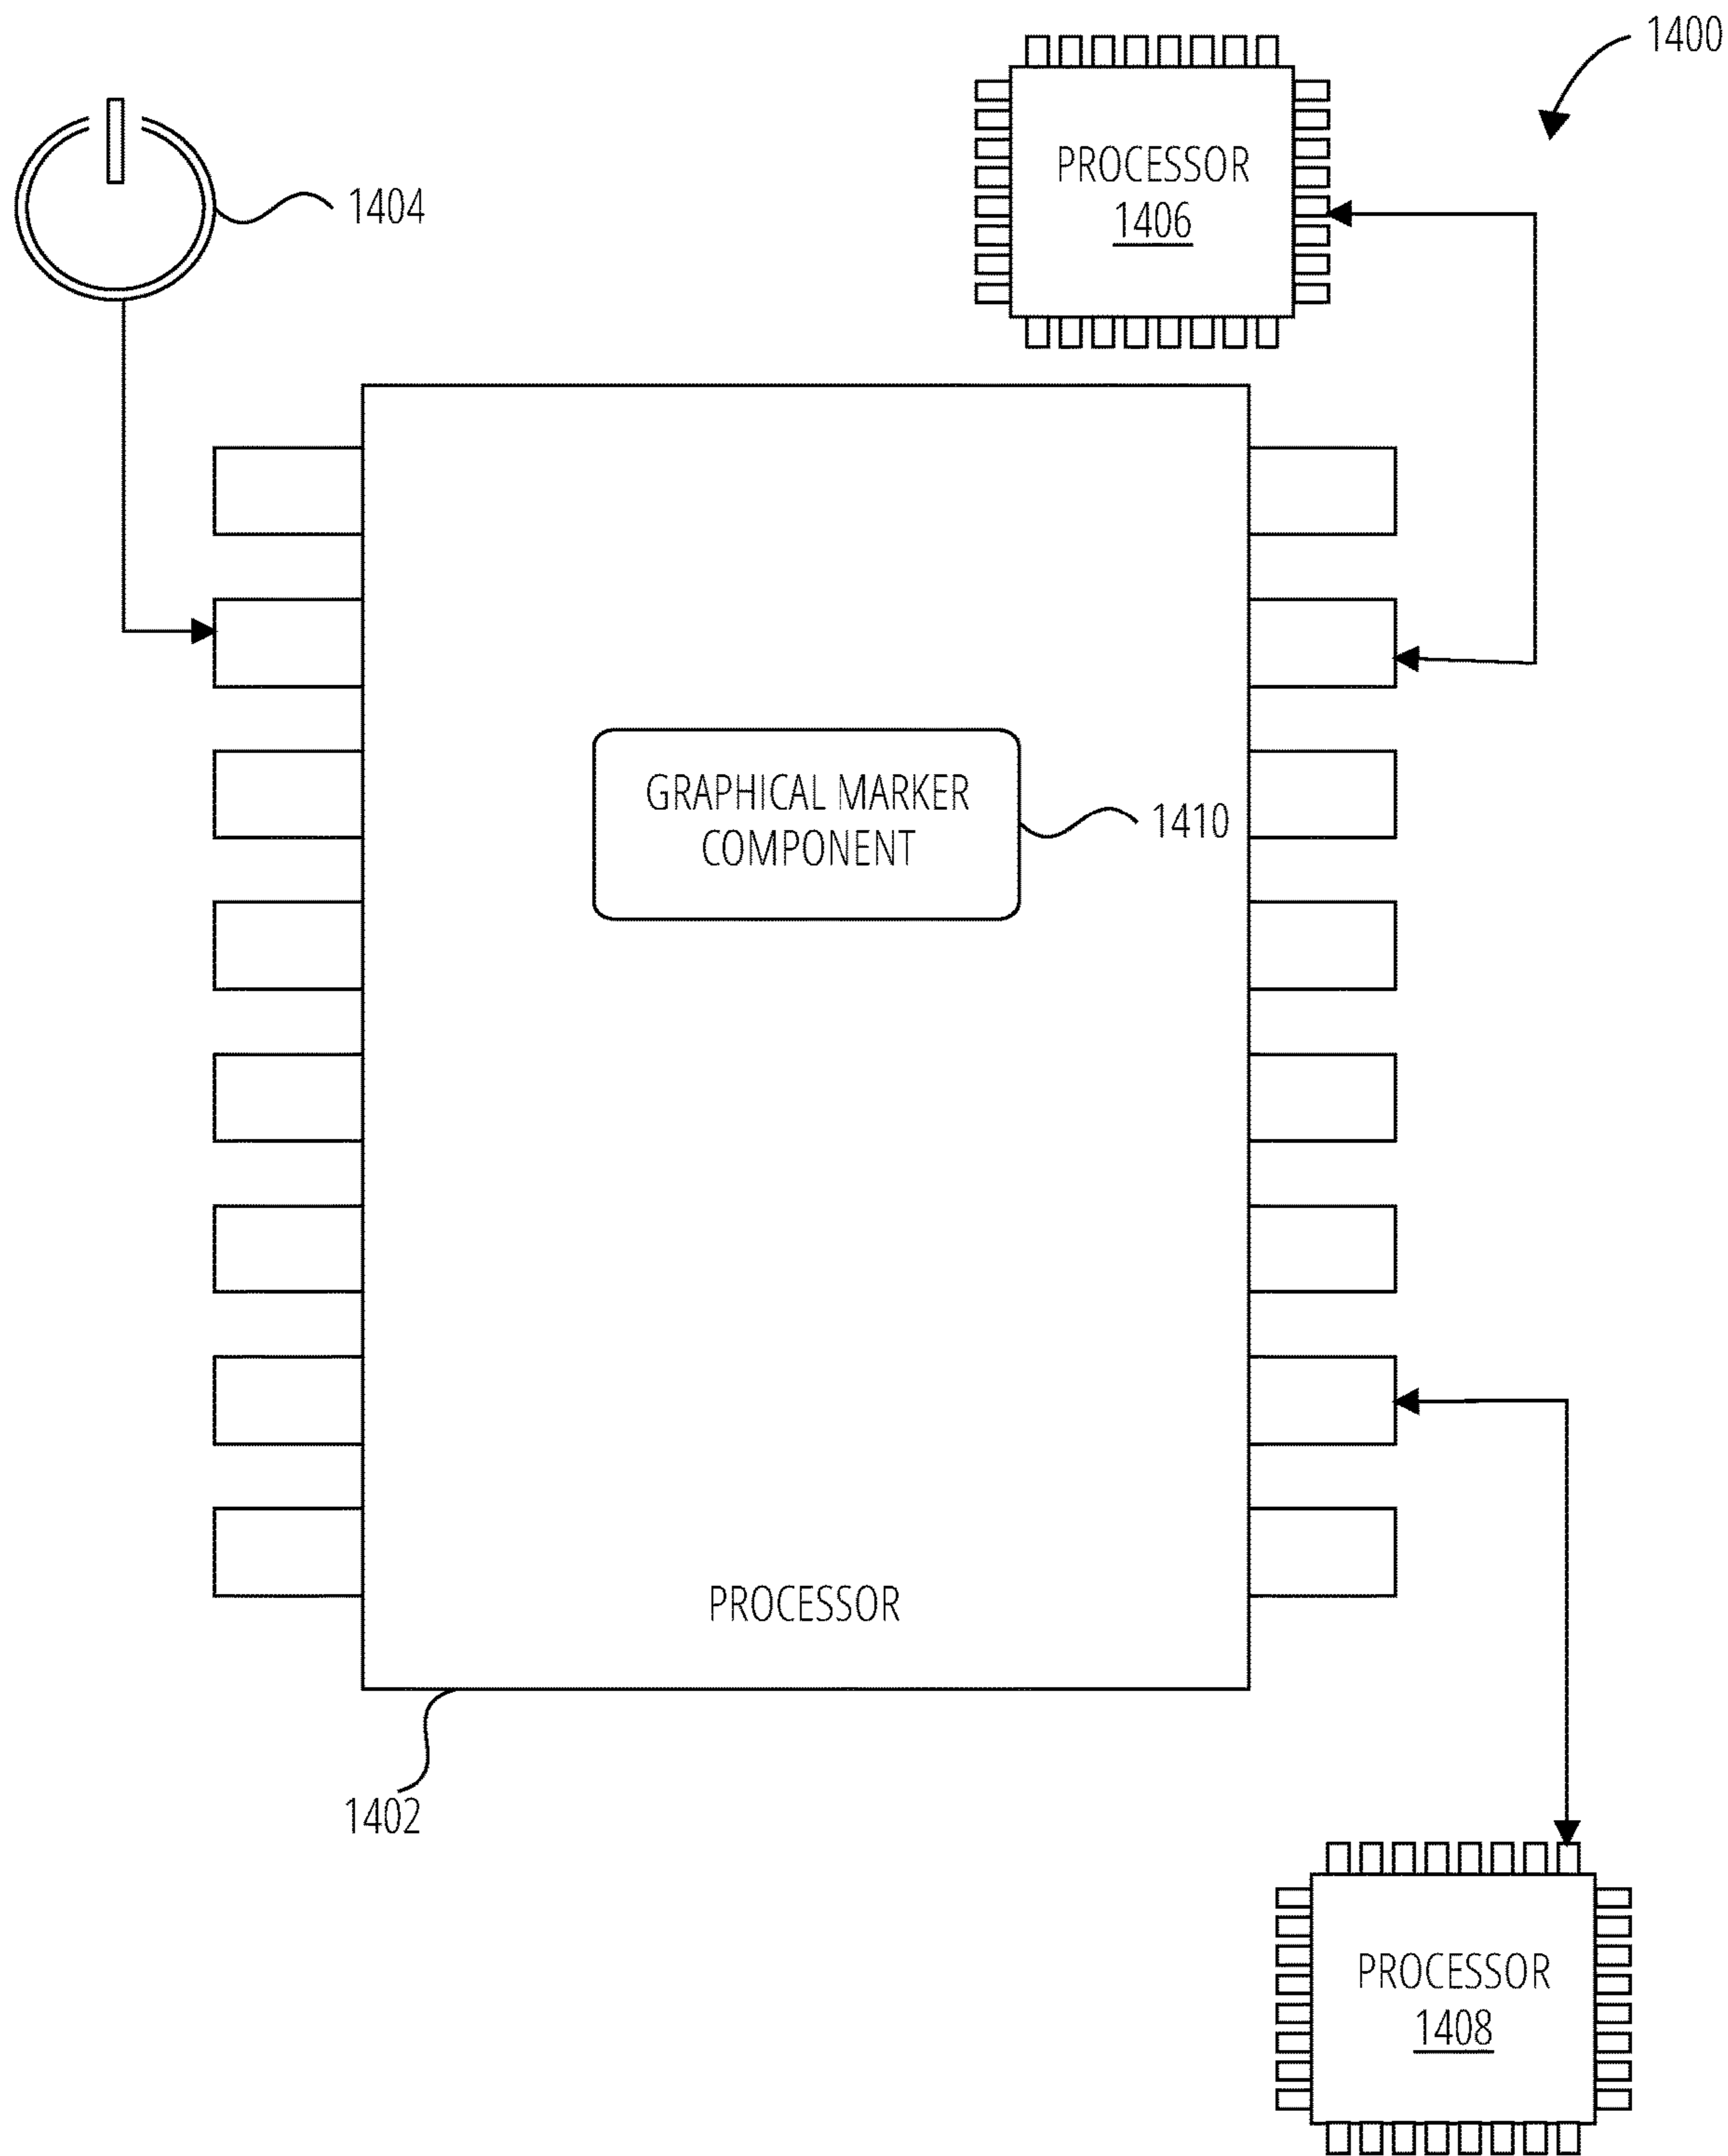 1400
PROCESSOR
1406
1404
GRAPHICAL MARKER
COMPONENT
1410
PROCESSOR
1402
PROCESSOR
1408